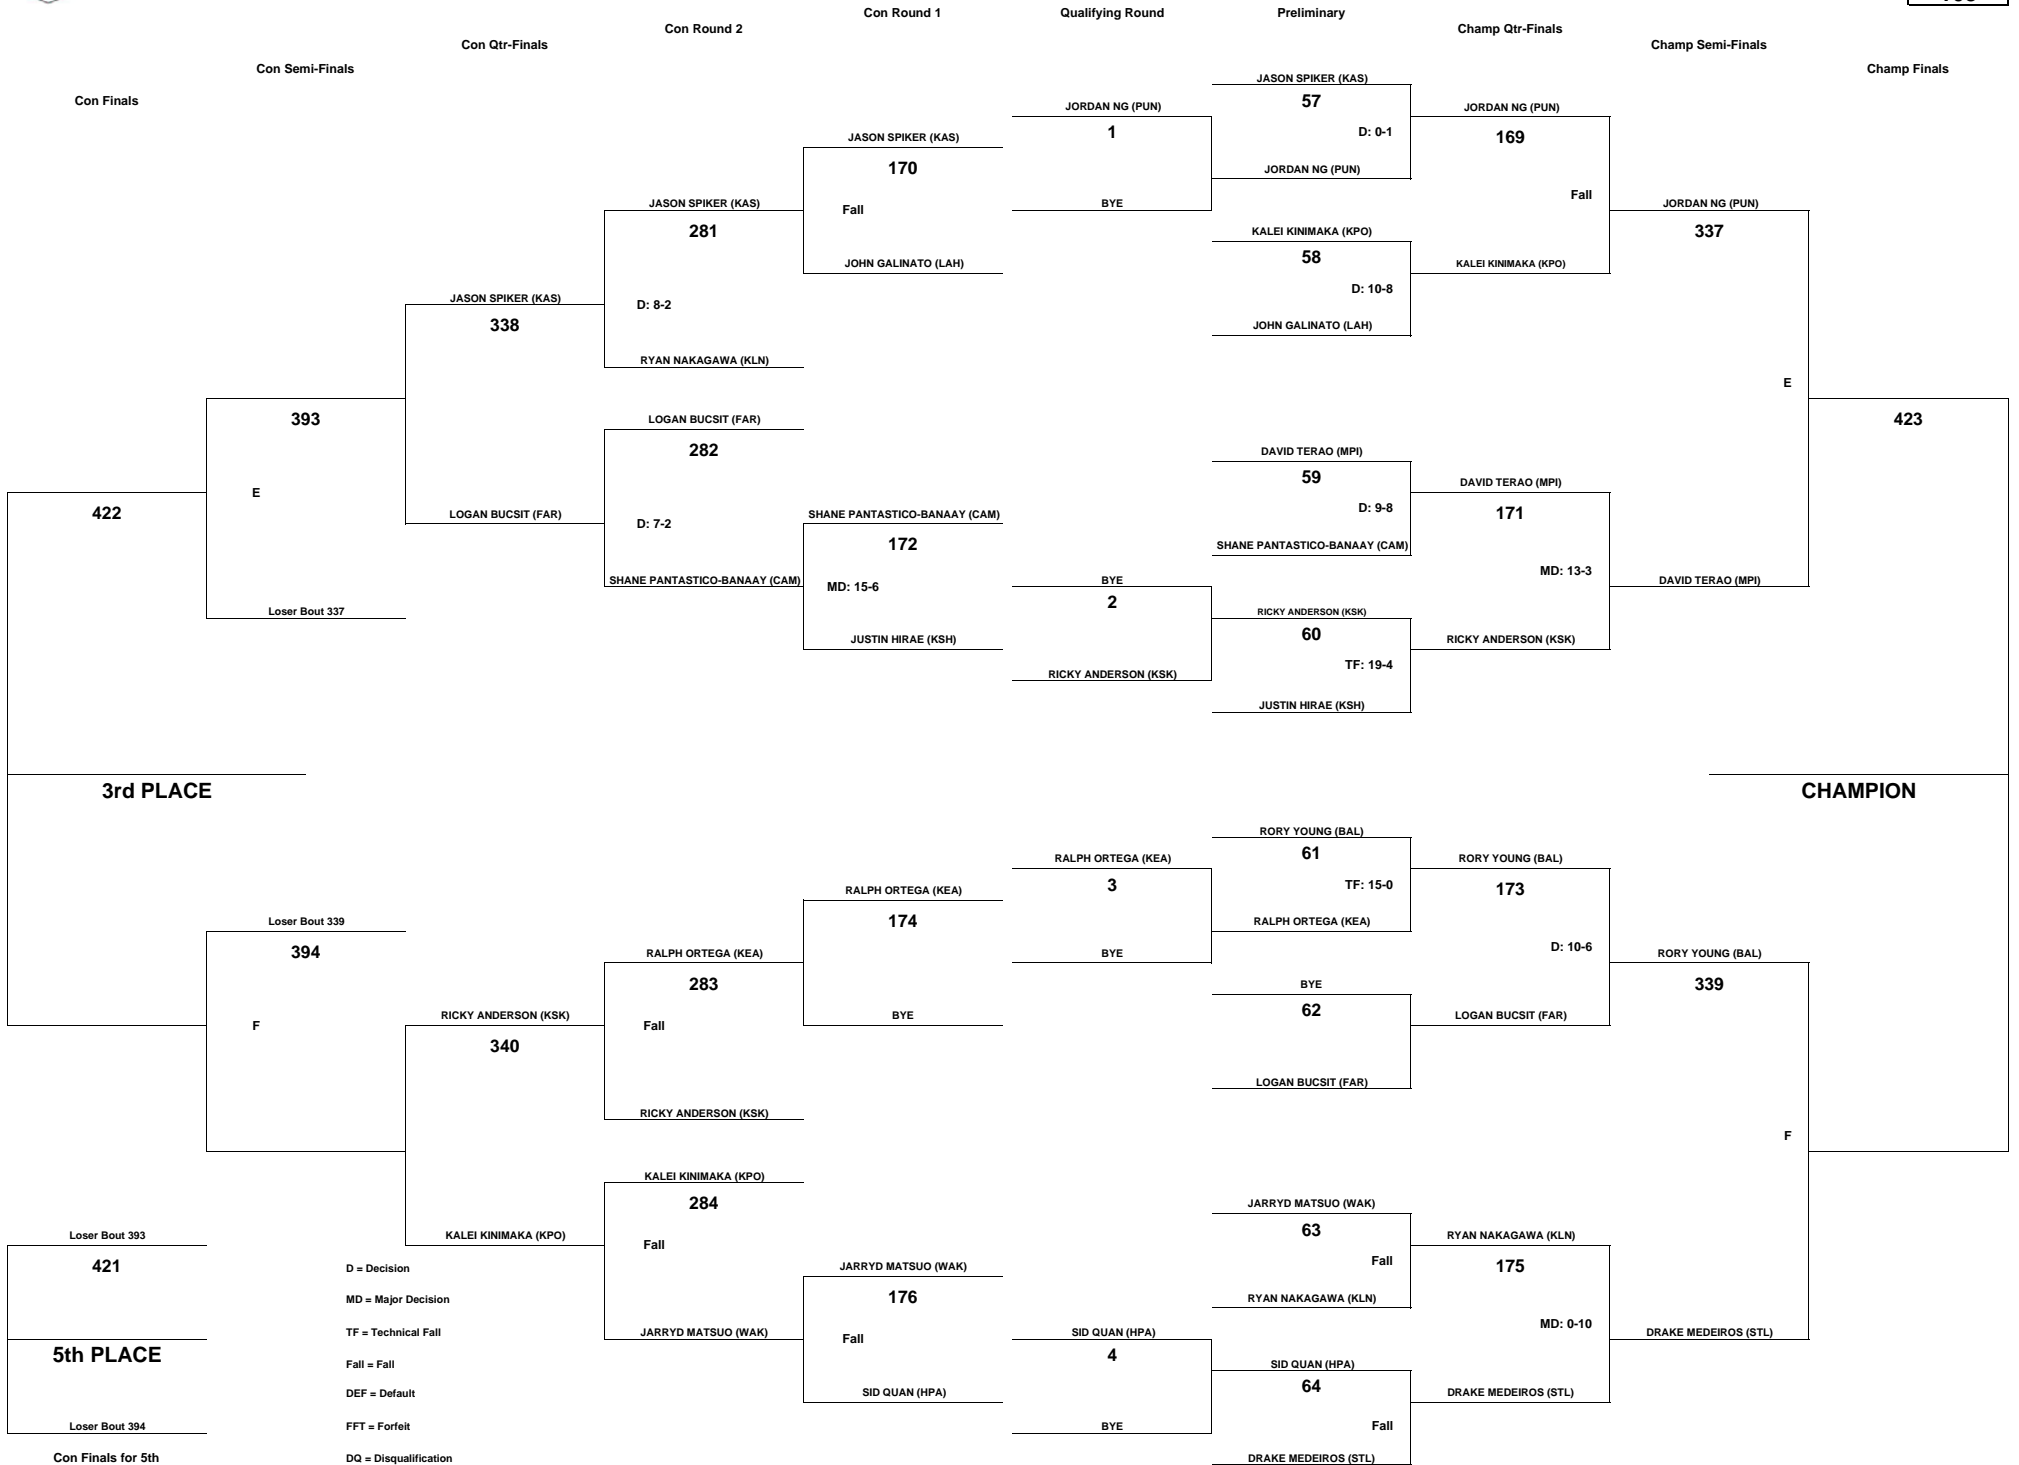 Con Round 1
Qualifying Round
Preliminary
Con Round 2
Champ Qtr-Finals
Con Qtr-Finals
Champ Semi-Finals
Con Semi-Finals
Champ Finals
Con Finals
JASON SPIKER (KAS)
57
D: 0-1
JORDAN NG (PUN)
JORDAN NG (PUN)
1
BYE
JORDAN NG (PUN)
169
Fall
KALEI KINIMAKA (KPO)
JASON SPIKER (KAS)
170
Fall
JOHN GALINATO (LAH)
JASON SPIKER (KAS)
281
D: 8-2
RYAN NAKAGAWA (KLN)
JORDAN NG (PUN)
337
E
DAVID TERAO (MPI)
KALEI KINIMAKA (KPO)
58
D: 10-8
JOHN GALINATO (LAH)
JASON SPIKER (KAS)
338
LOGAN BUCSIT (FAR)
393
E
Loser Bout 337
423
LOGAN BUCSIT (FAR)
282
D: 7-2
SHANE PANTASTICO-BANAAY (CAM)
DAVID TERAO (MPI)
59
D: 9-8
SHANE PANTASTICO-BANAAY (CAM)
DAVID TERAO (MPI)
171
MD: 13-3
RICKY ANDERSON (KSK)
422
SHANE PANTASTICO-BANAAY (CAM)
172
MD: 15-6
JUSTIN HIRAE (KSH)
BYE
2
RICKY ANDERSON (KSK)
RICKY ANDERSON (KSK)
60
TF: 19-4
JUSTIN HIRAE (KSH)
3rd PLACE
CHAMPION
RORY YOUNG (BAL)
61
TF: 15-0
RALPH ORTEGA (KEA)
RALPH ORTEGA (KEA)
3
BYE
RORY YOUNG (BAL)
173
D: 10-6
LOGAN BUCSIT (FAR)
RALPH ORTEGA (KEA)
174
BYE
Loser Bout 339
394
F
RALPH ORTEGA (KEA)
283
Fall
RICKY ANDERSON (KSK)
RORY YOUNG (BAL)
339
F
DRAKE MEDEIROS (STL)
BYE
62
LOGAN BUCSIT (FAR)
RICKY ANDERSON (KSK)
340
KALEI KINIMAKA (KPO)
KALEI KINIMAKA (KPO)
284
Fall
JARRYD MATSUO (WAK)
JARRYD MATSUO (WAK)
63
Fall
RYAN NAKAGAWA (KLN)
RYAN NAKAGAWA (KLN)
175
MD: 0-10
DRAKE MEDEIROS (STL)
JARRYD MATSUO (WAK)
176
Fall
SID QUAN (HPA)
SID QUAN (HPA)
4
BYE
SID QUAN (HPA)
64
Fall
DRAKE MEDEIROS (STL)
Loser Bout 393
421
5th PLACE
Loser Bout 394
Con Finals for 5th
D = Decision
MD = Major Decision
TF = Technical Fall
Fall = Fall
DEF = Default
FFT = Forfeit
DQ = Disqualification